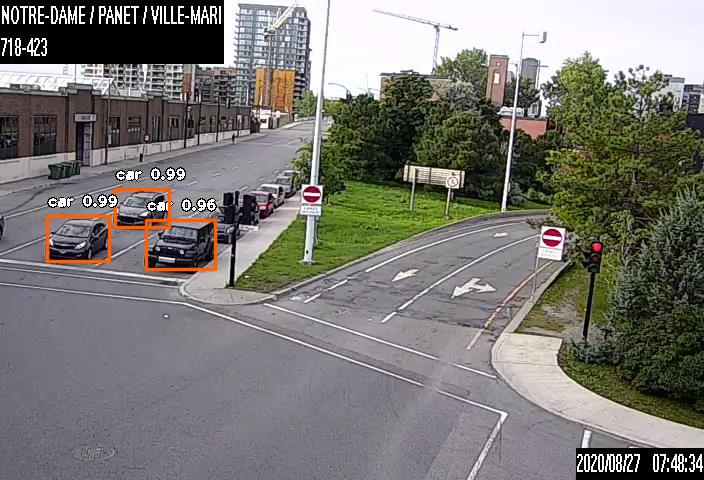 NOTRE-DAME / PANET / VILLE-MARI
718-423
car 0.99
car 0.99
car 0.96
2020/08/27 07:48:34